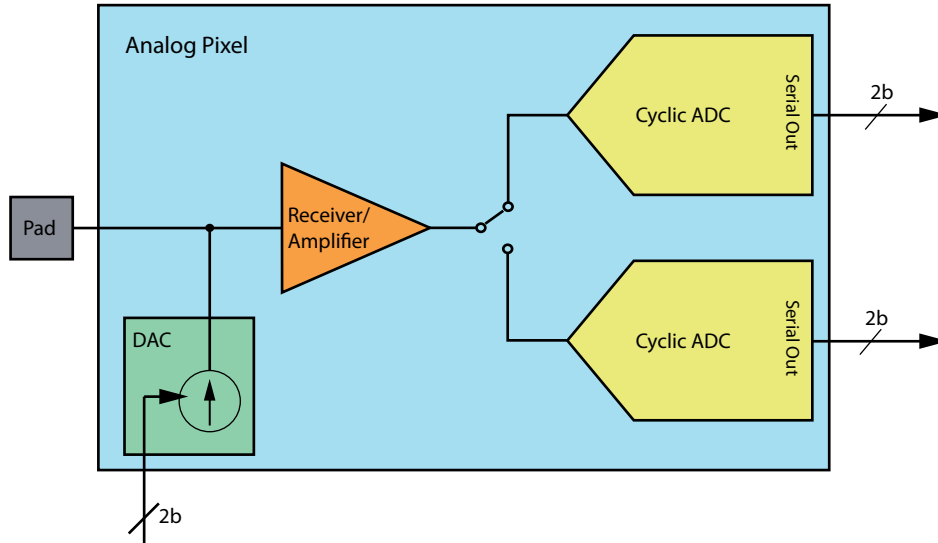 Analog Pixel
Cyclic ADC
Serial Out
2b
Pad
Receiver/
Amplifier
DAC
Cyclic ADC
Serial Out
2b
2b